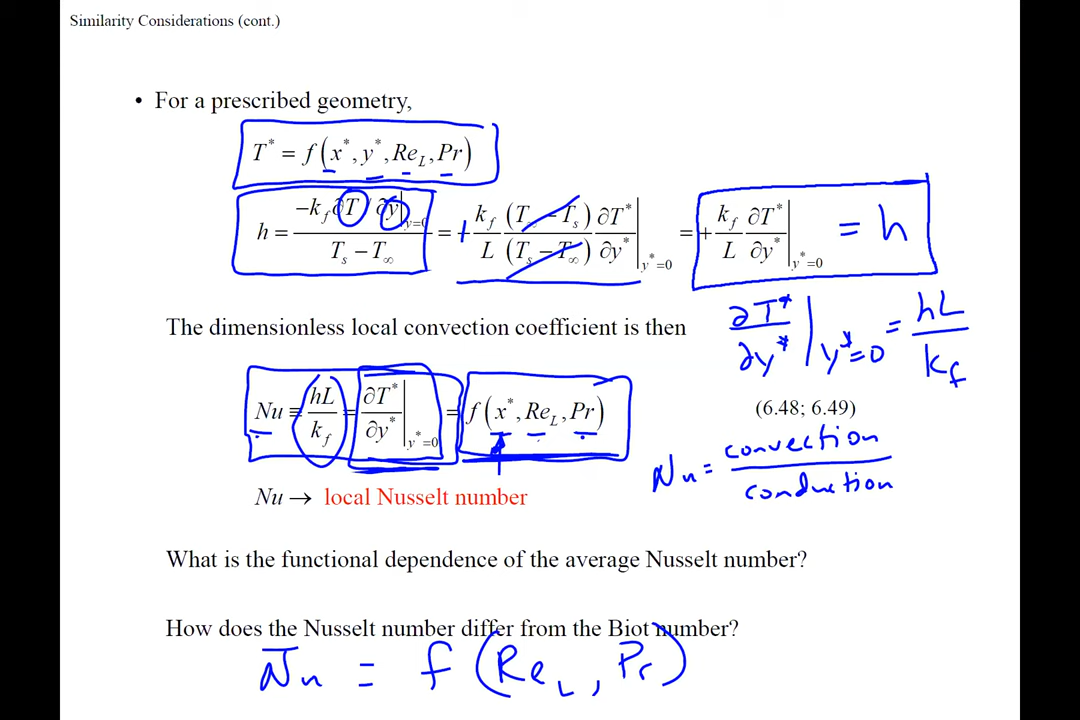 Similarity Considerations (cont.)
• For a prescribed geometry,
T* = f(x*, y*, Re_L, Pr)
h = -k_f ∂T/∂y|_{y=0} / (T_s − T_∞) = + k_f/L (T_∞ − T_s)/(T_s − T_∞) ∂T*/∂y*|_{y*=0} = + k_f/L ∂T*/∂y*|_{y*=0} = h
The dimensionless local convection coefficient is then
∂T*/∂y* |_{y*=0} = hL/k_f
Nu ≡ hL/k_f = ∂T*/∂y*|_{y*=0} = f(x*, Re_L, Pr)
(6.48; 6.49)
Nu = convection/conduction
Nu → local Nusselt number
What is the functional dependence of the average Nusselt number?
How does the Nusselt number differ from the Biot number?
N̄u = f(Re_L, Pr)